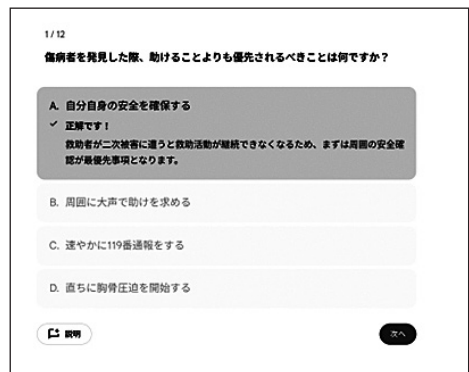 1 / 12
傷病者を発見した際、助けることよりも優先されるべきことは何ですか？
A. 自分自身の安全を確保する
✓ 正解です！
救助者が二次被害に遭うと救助活動が継続できなくなるため、まずは周囲の安全確
認が最優先事項となります。
B. 周囲に大声で助けを求める
C. 速やかに119番通報をする
D. 直ちに胸骨圧迫を開始する
説明
次へ